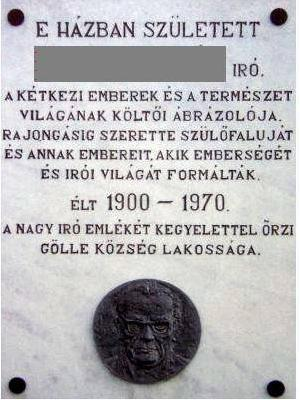 E HÁZBAN SZÜLETETT
IRÓ.
A KÉTKEZI EMBEREK ÉS A TERMÉSZET
VILÁGÁNAK KÖLTŐI ÁBRÁZOLÓJA.
RAJONGÁSIG SZERETTE SZÜLŐFALUJÁT
ÉS ANNAK EMBEREIT, AKIK EMBERSÉGÉT
ÉS IRÓI VILÁGÁT FORMÁLTÁK.
ÉLT 1900 – 1970.
A NAGY IRÓ EMLÉKÉT KEGYELETTEL ŐRZI
GÖLLE KÖZSÉG LAKOSSÁGA.